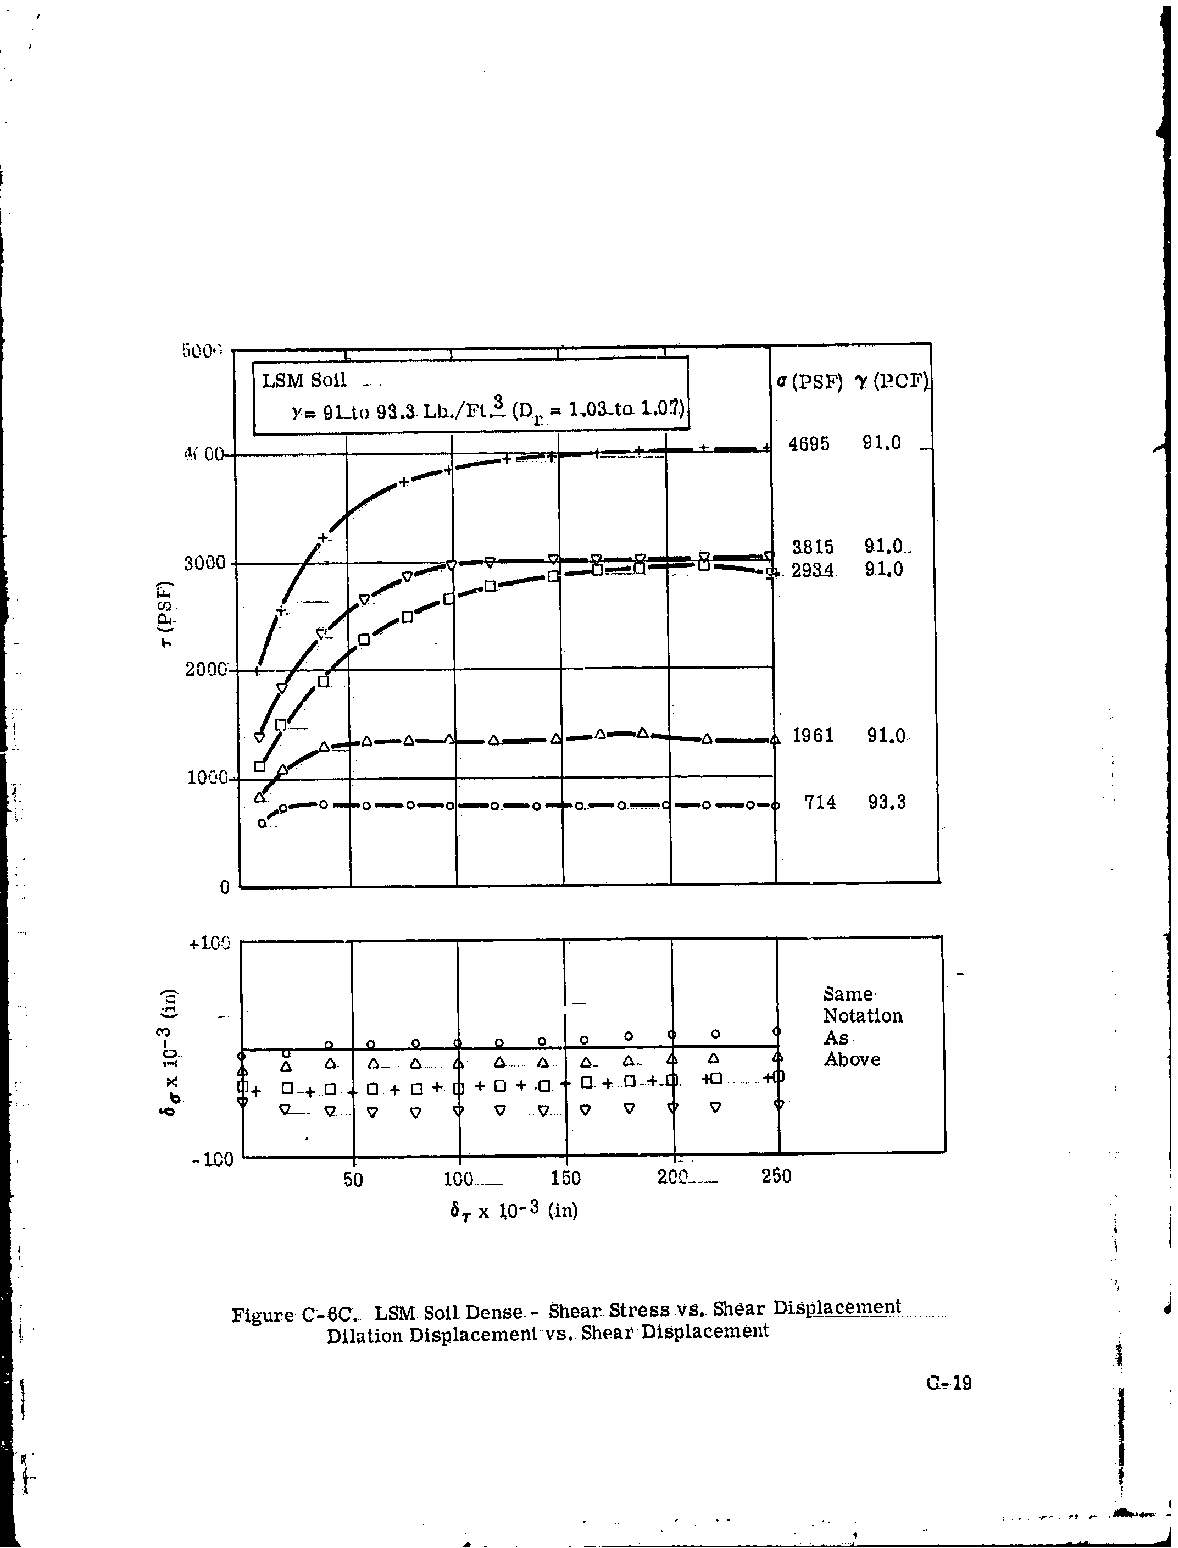 5000
LSM Soil
γ = 91 to 93.3 Lb./Ft.³ (Dr = 1.03 to 1.07)
σ (PSF) γ (PCF)
4000
4695 91.0
3815 91.0
3000
2934 91.0
τ (PSF)
2000
1961 91.0
1000
714 93.3
0
+100
δσ x 10-3 (in)
Same
Notation
As
Above
-100
50 100 150 200 250
δτ x 10-3 (in)
Figure C-6C. LSM Soil Dense - Shear Stress vs. Shear Displacement
Dilation Displacement vs. Shear Displacement